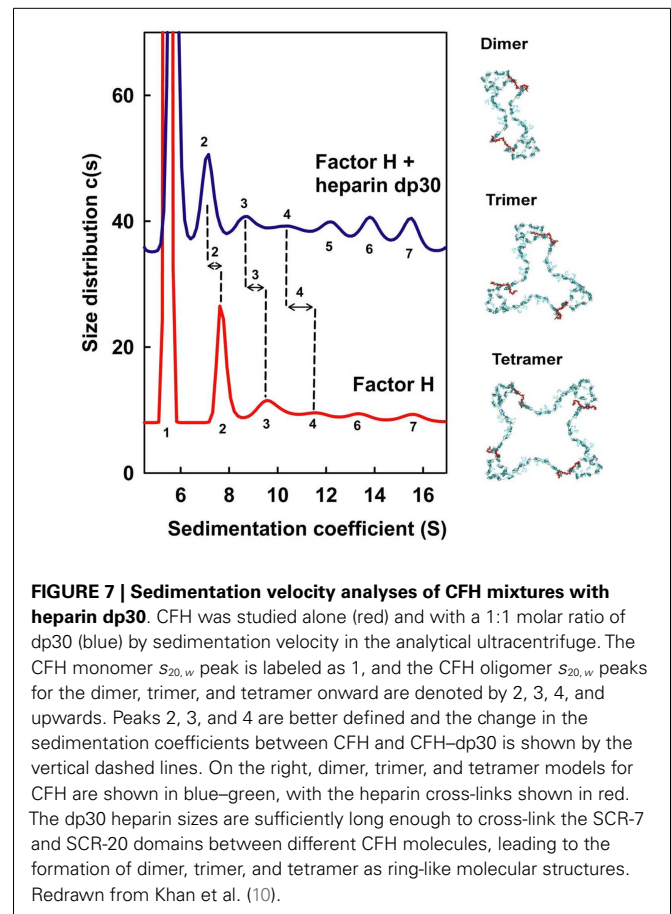 Size distribution c(s)
60
40
20
0
2
3
4
5
6
7
Factor H +
heparin dp30
2
3
4
Factor H
1
2
3
4
6
7
6 8 10 12 14 16
Sedimentation coefficient (S)
Dimer
Trimer
Tetramer
FIGURE 7 | Sedimentation velocity analyses of CFH mixtures with
heparin dp30. CFH was studied alone (red) and with a 1:1 molar ratio of
dp30 (blue) by sedimentation velocity in the analytical ultracentrifuge. The
CFH monomer s20,w peak is labeled as 1, and the CFH oligomer s20,w peaks
for the dimer, trimer, and tetramer onward are denoted by 2, 3, 4, and
upwards. Peaks 2, 3, and 4 are better defined and the change in the
sedimentation coefficients between CFH and CFH–dp30 is shown by the
vertical dashed lines. On the right, dimer, trimer, and tetramer models for
CFH are shown in blue–green, with the heparin cross-links shown in red.
The dp30 heparin sizes are sufficiently long enough to cross-link the SCR-7
and SCR-20 domains between different CFH molecules, leading to the
formation of dimer, trimer, and tetramer as ring-like molecular structures.
Redrawn from Khan et al. (10).